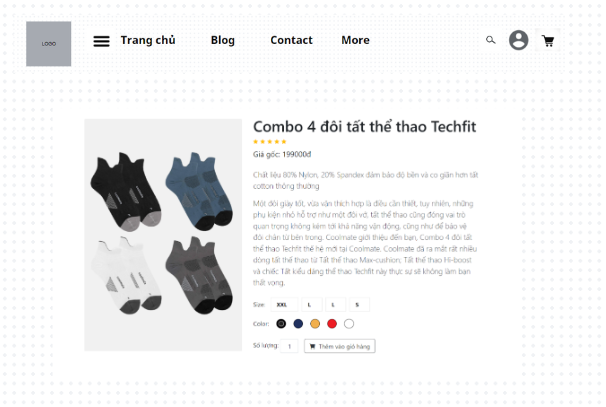 LOGO
Trang chủ Blog Contact More
Combo 4 đôi tất thể thao Techfit
Giá gốc: 199000đ
Chất liệu 80% Nylon, 20% Spandex đảm bảo độ bền và co giãn hơn tất
cotton thông thường
Một đôi giày tốt, vừa vặn thích hợp là điều cần thiết, tuy nhiên, những
phụ kiện nhỏ hỗ trợ như một đôi vớ, tất thể thao cũng đóng vai trò
quan trọng không kém tới khả năng vận động, cũng như để bảo vệ
đôi chân từ bên trong. Coolmate giới thiệu đến bạn, Combo 4 đôi tất
thể thao Techfit thế hệ mới tại Coolmate. Coolmate đã ra mắt rất nhiều
dòng tất thể thao từ Tất thể thao Max-cushion; Tất thể thao Hi-boost
và chiếc Tất kiểu dáng thể thao Techfit này thực sự sẽ không làm bạn
thất vọng.
Size: XXL L L S
Color:
Số lượng: 1 Thêm vào giỏ hàng